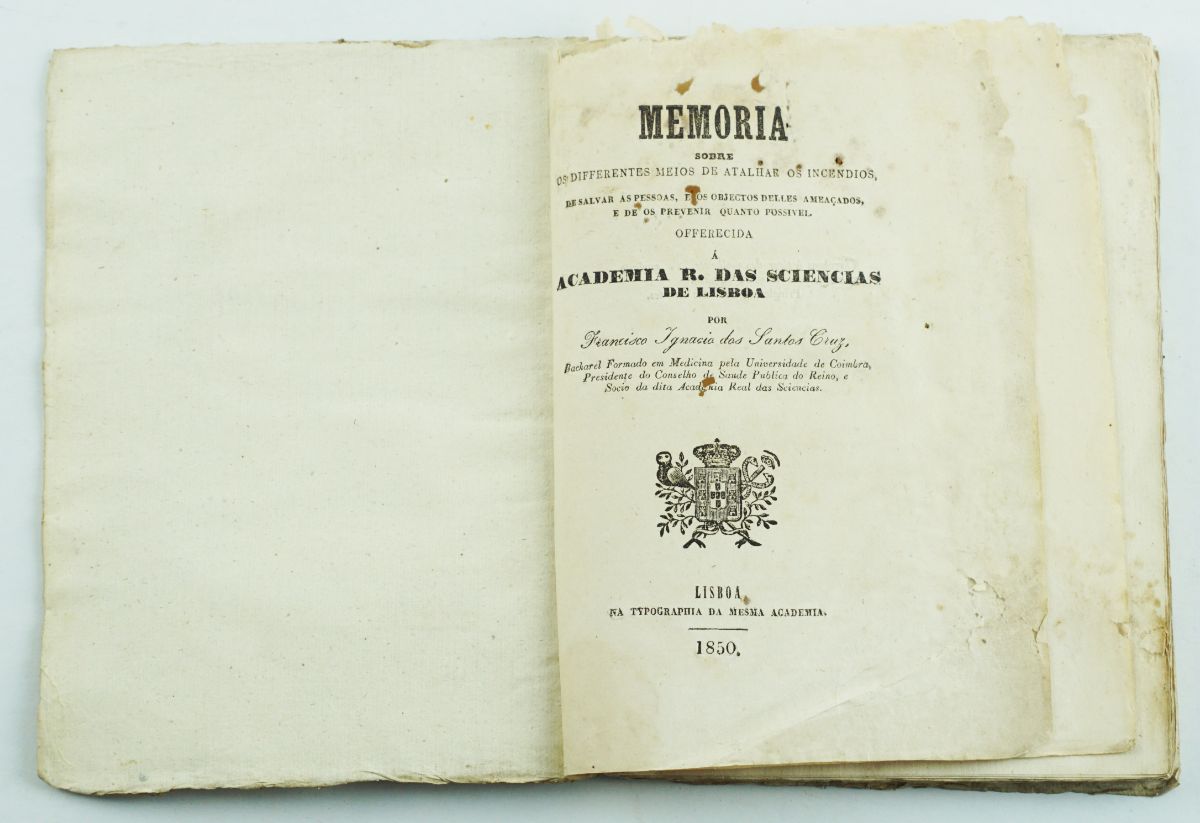 MEMORIA
SOBRE
OS DIFFERENTES MEIOS DE ATALHAR OS INCENDIOS,
DE SALVAR AS PESSOAS, E OS OBJECTOS DELLES AMEAÇADOS,
E DE OS PREVENIR QUANTO POSSIVEL.
OFFERECIDA
Á
ACADEMIA R. DAS SCIENCIAS
DE LISBOA
POR
Francisco Ignacio dos Santos Cruz,
Bacharel Formado em Medicina pela Universidade de Coimbra,
Presidente do Conselho de Saude Publica do Reino, e
Socio da dita Academia Real das Sciencias.
LISBOA
NA TYPOGRAPHIA DA MESMA ACADEMIA.
1850.